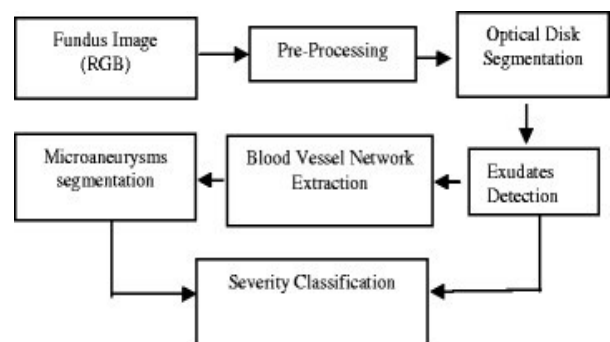 Fundus Image
(RGB)
Pre-Processing
Optical Disk
Segmentation
Microaneurysms
segmentation
Blood Vessel Network
Extraction
Exudates
Detection
Severity Classification